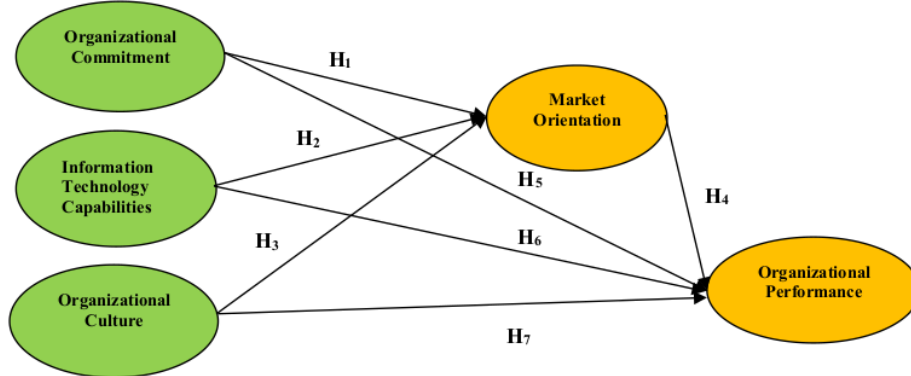 Organizational
Commitment
H1
Market
Orientation
H2
Information
Technology
Capabilities
H5
H4
H3
H6
Organizational
Performance
Organizational
Culture
H7